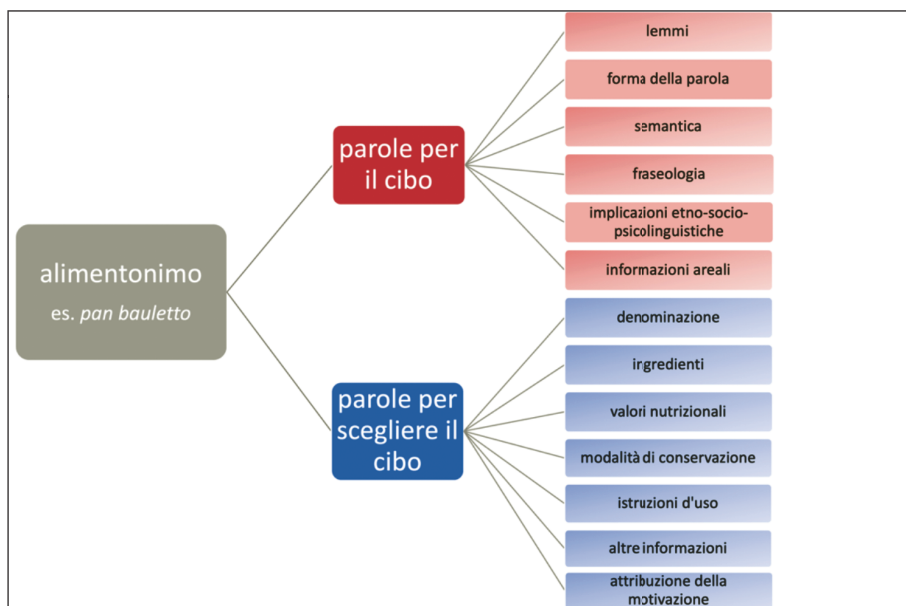 alimentonimo
es. pan bauletto
parole per
il cibo
lemmi
forma della parola
semantica
fraseologia
implicazioni etno-socio-
psicolinguistiche
informazioni areali
parole per
scegliere il
cibo
denominazione
ingredienti
valori nutrizionali
modalità di conservazione
istruzioni d'uso
altre informazioni
attribuzione della
motivazione